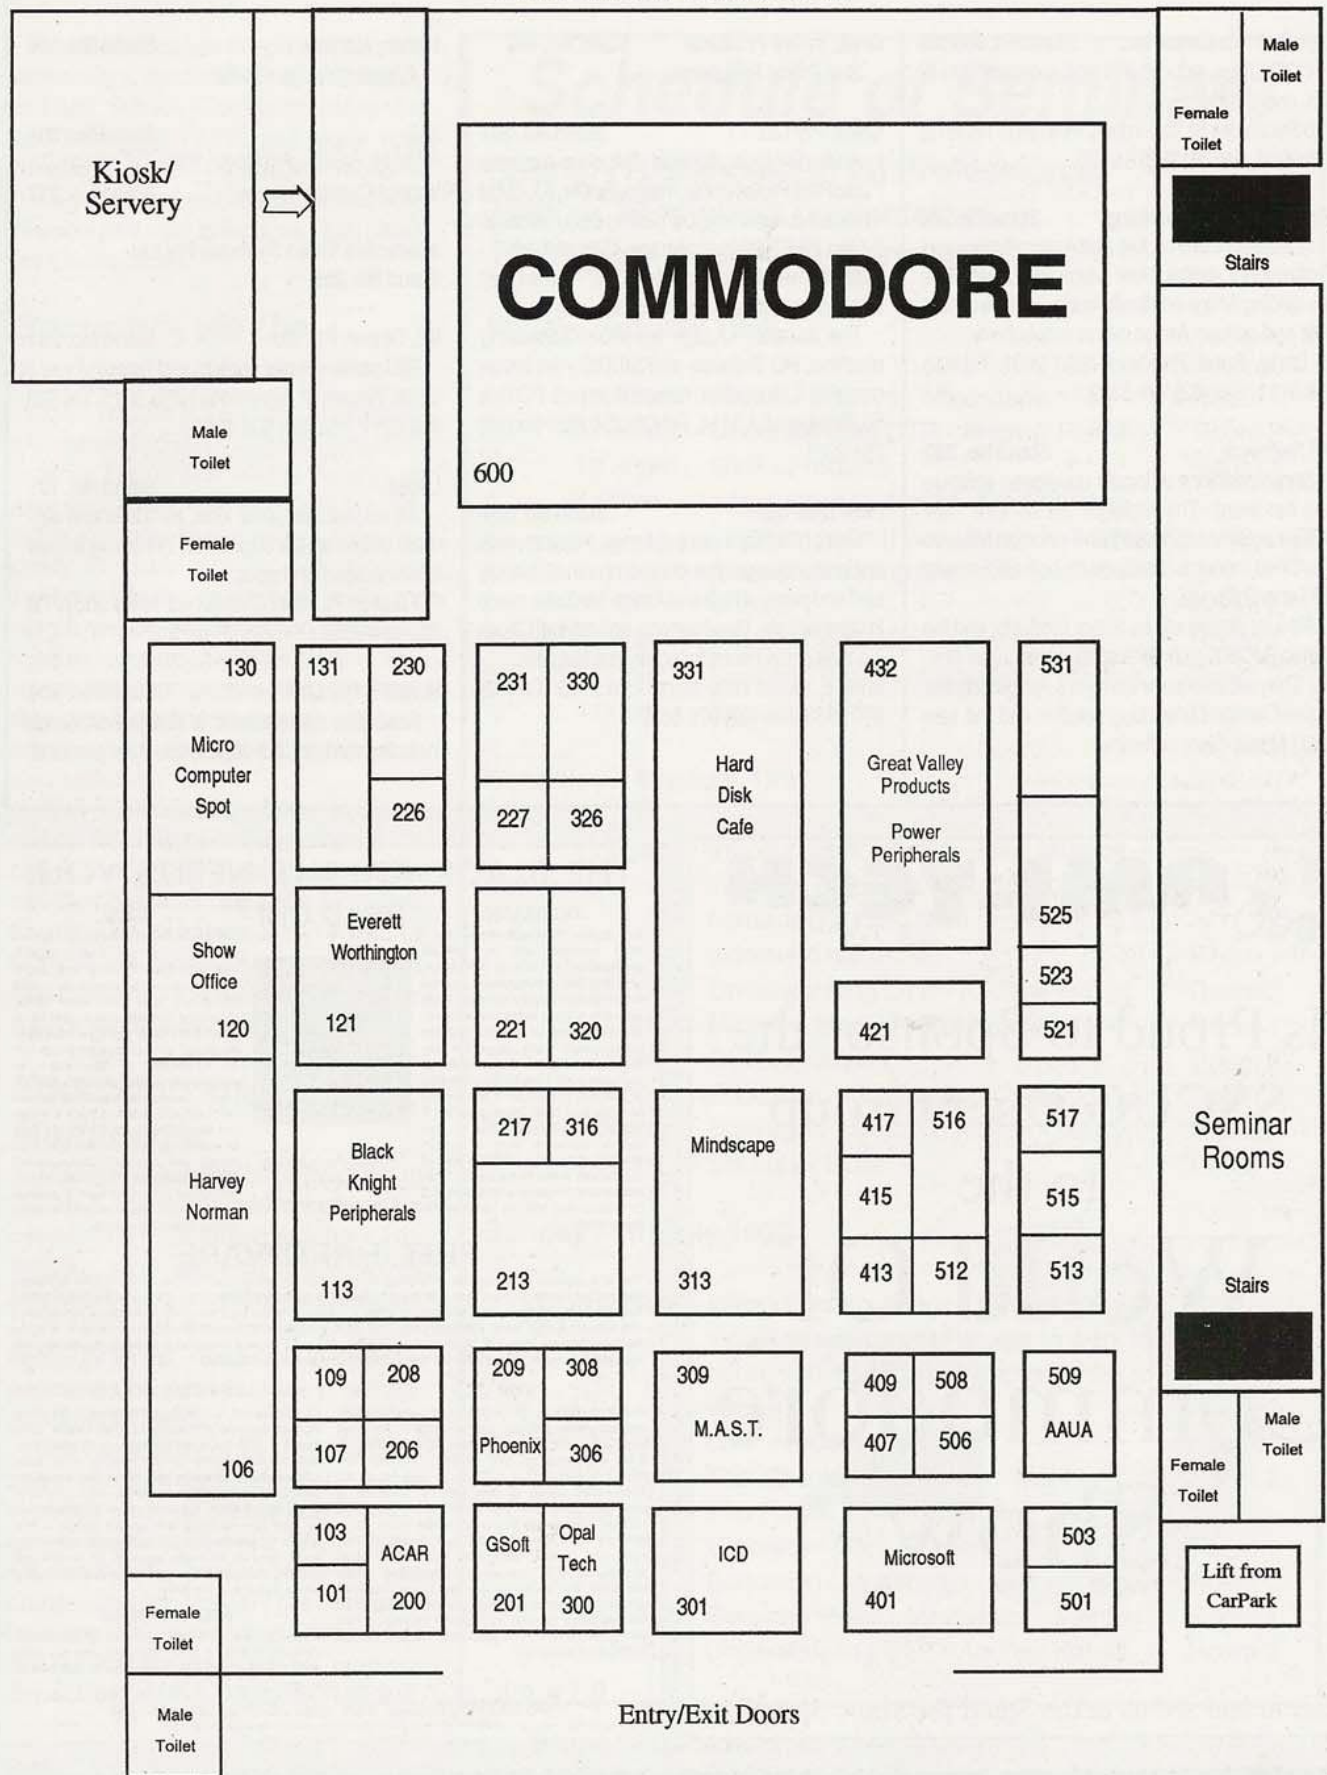 Male
Toilet
Female
Toilet
Kiosk/
Servery
Stairs
COMMODORE
600
Male
Toilet
Female
Toilet
130
Micro
Computer
Spot
131
230
226
231
330
227
326
331
Hard
Disk
Cafe
432
Great Valley
Products
Power
Peripherals
531
525
523
521
Show
Office
120
Everett
Worthington
121
221
320
421
Harvey
Norman
106
Black
Knight
Peripherals
113
217
316
213
Mindscape
313
417
516
415
413
512
517
515
513
Seminar
Rooms
Stairs
109
208
107
206
209
308
Phoenix
306
309
M.A.S.T.
409
508
407
506
509
AAUA
Male
Toilet
Female
Toilet
103
ACAR
101
200
GSoft
201
Opal
Tech
300
ICD
301
Microsoft
401
503
501
Lift from
CarPark
Female
Toilet
Male
Toilet
Entry/Exit Doors